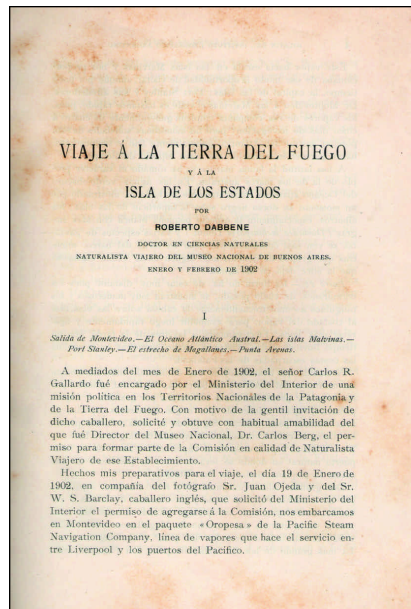 VIAJE Á LA TIERRA DEL FUEGO
Y Á LA
ISLA DE LOS ESTADOS
POR
ROBERTO DABBENE
DOCTOR EN CIENCIAS NATURALES
NATURALISTA VIAJERO DEL MUSEO NACIONAL DE BUENOS AIRES.
ENERO Y FEBRERO DE 1902
I
Salida de Montevideo.—El Oceano Atlántico Austral.—Las islas Malvinas.—
Port Stanley.—El estrecho de Magallanes.—Punta Arenas.
A mediados del mes de Enero de 1902, el señor Carlos R.
Gallardo fué encargado por el Ministerio del Interior de una
misión política en los Territorios Nacionáles de la Patagonia y
de la Tierra del Fuego. Con motivo de la gentil invitación de
dicho caballero, solicité y obtuve con habitual amabilidad del
que fué Director del Museo Nacional, Dr. Carlos Berg, el per-
miso para formar parte de la Comisión en calidad de Naturalista
Viajero de ese Establecimiento.
Hechos mis preparativos para el viaje, el día 19 de Enero de
1902, en compañía del fotógrafo Sr. Juan Ojeda y del Sr.
W. S. Barclay, caballero inglés, que solicitó del Ministerio del
Interior el permiso de agregarse á la Comisión, nos embarcamos
en Montevideo en el paquete «Oropesa» de la Pacific Steam
Navigation Company, línea de vapores que hace el servicio en-
tre Liverpool y los puertos del Pacífico.